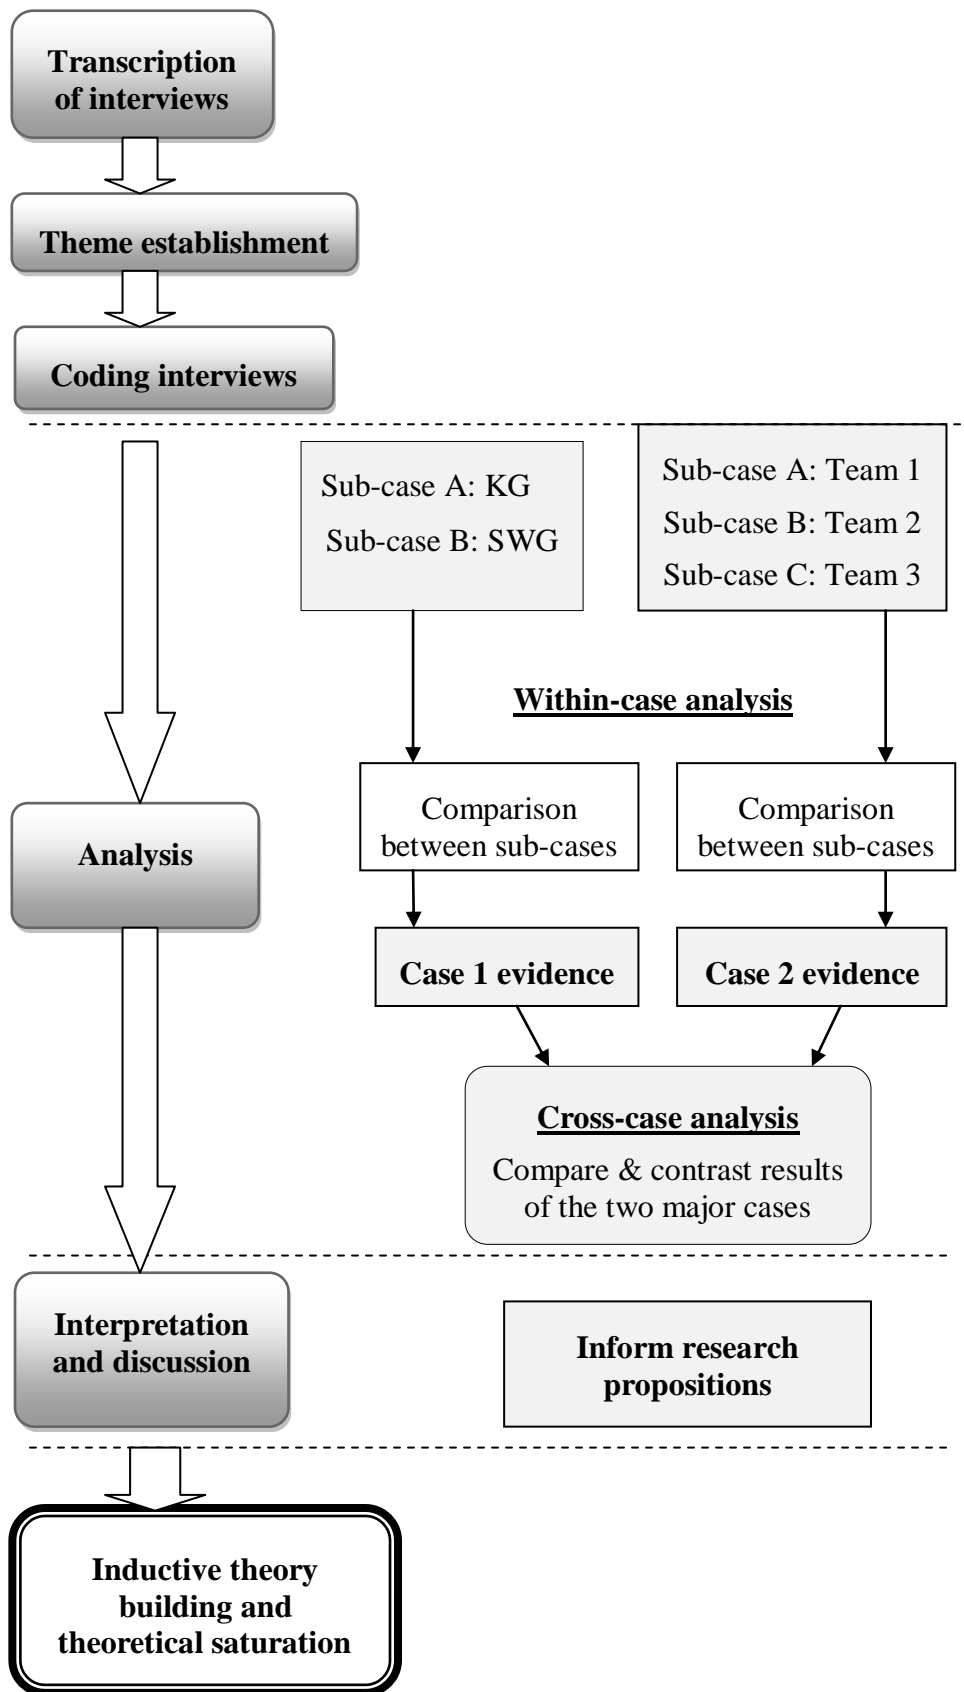 Transcription
of interviews
Theme establishment
Coding interviews
Sub-case A: KG
Sub-case B: SWG
Sub-case A: Team 1
Sub-case B: Team 2
Sub-case C: Team 3
Within-case analysis
Comparison
between sub-cases
Comparison
between sub-cases
Analysis
Case 1 evidence
Case 2 evidence
Cross-case analysis
Compare & contrast results
of the two major cases
Interpretation
and discussion
Inform research
propositions
Inductive theory
building and
theoretical saturation